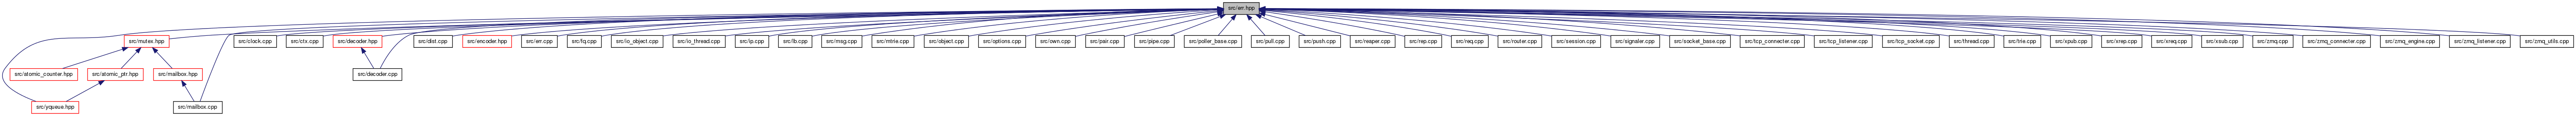 src/err.hpp
src/mutex.hpp
src/clock.cpp
src/ctx.cpp
src/decoder.hpp
src/dist.cpp
src/encoder.hpp
src/err.cpp
src/fq.cpp
src/io_object.cpp
src/io_thread.cpp
src/ip.cpp
src/lb.cpp
src/msg.cpp
src/mtrie.cpp
src/object.cpp
src/options.cpp
src/own.cpp
src/pair.cpp
src/pipe.cpp
src/poller_base.cpp
src/pull.cpp
src/push.cpp
src/reaper.cpp
src/rep.cpp
src/req.cpp
src/router.cpp
src/session.cpp
src/signaler.cpp
src/socket_base.cpp
src/tcp_connecter.cpp
src/tcp_listener.cpp
src/tcp_socket.cpp
src/thread.cpp
src/trie.cpp
src/xpub.cpp
src/xrep.cpp
src/xreq.cpp
src/xsub.cpp
src/zmq.cpp
src/zmq_connecter.cpp
src/zmq_engine.cpp
src/zmq_listener.cpp
src/zmq_utils.cpp
src/atomic_counter.hpp
src/atomic_ptr.hpp
src/mailbox.hpp
src/decoder.cpp
src/yqueue.hpp
src/mailbox.cpp